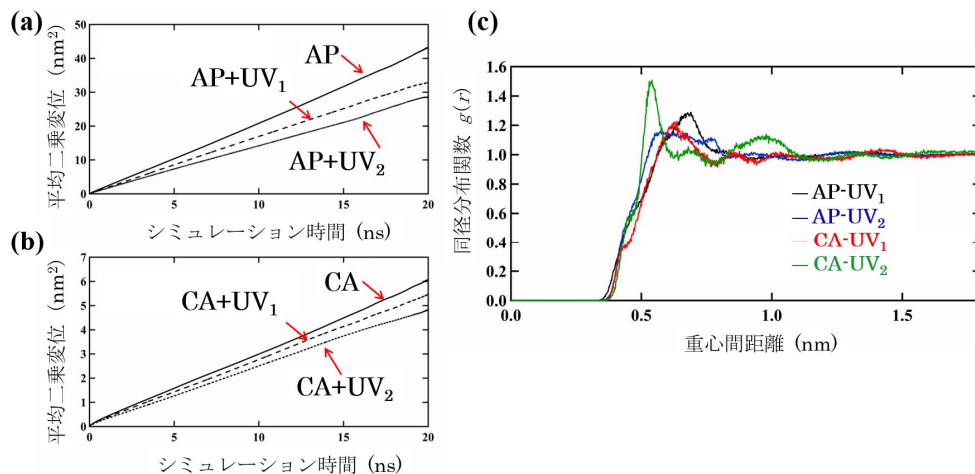 (a)
平均二乗変位 (nm²)
50
40
30
20
10
0
AP
AP+UV₁
AP+UV₂
0 5 10 15 20
シミュレーション時間 (ns)
(b)
平均二乗変位 (nm²)
7
6
5
4
3
2
1
0
CA
CA+UV₁
CA+UV₂
0 5 10 15 20
シミュレーション時間 (ns)
(c)
同径分布関数 g(r)
1.6
1.4
1.2
1.0
0.8
0.6
0.4
0.2
0.0
AP-UV₁
AP-UV₂
CA-UV₁
CA-UV₂
0.0 0.5 1.0 1.5
重心間距離 (nm)